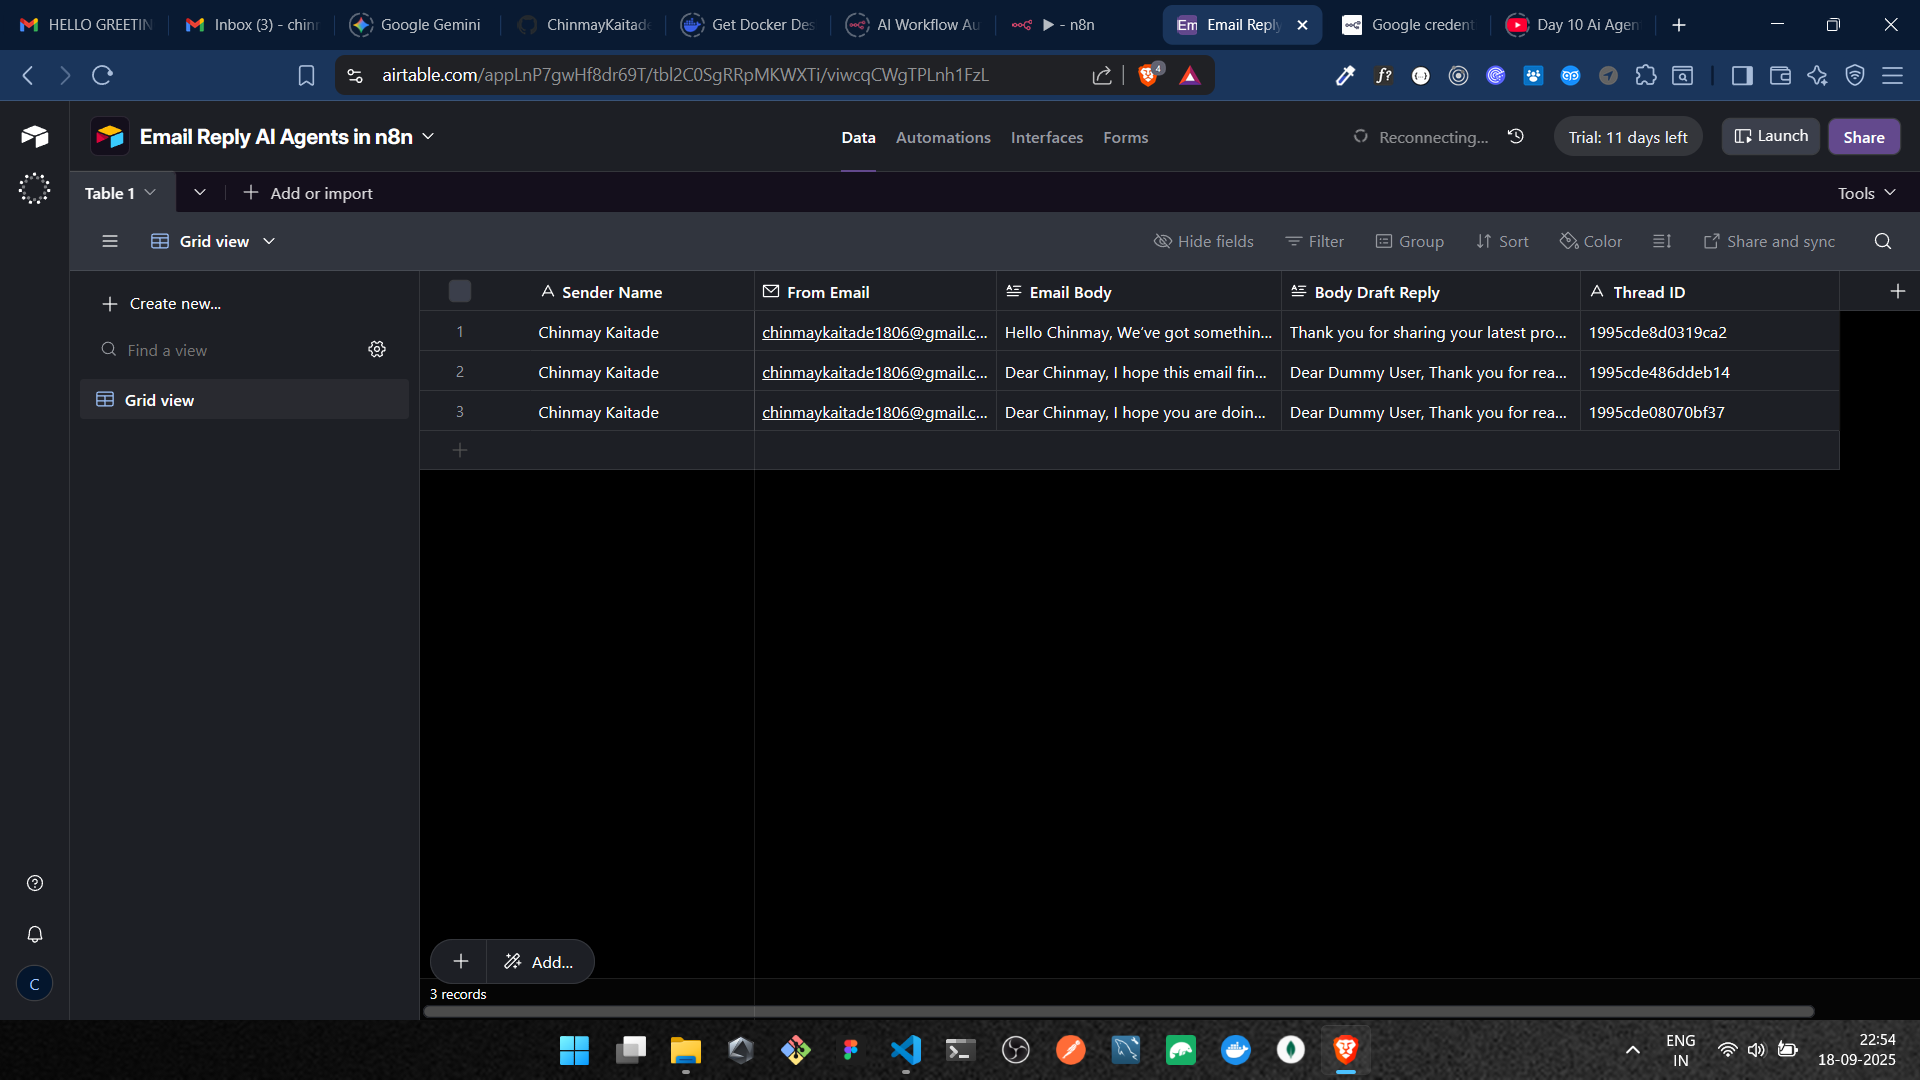 HELLO GREETIN
Inbox (3) - chinn
Google Gemini
ChinmayKaitade
Get Docker Des
AI Workflow Au
▶ - n8n
Em
Email Reply
Google credent
Day 10 Ai Agen
airtable.com/appLnP7gwHf8dr69T/tbl2C0SgRRpMKWXTi/viwcqCWgTPLnh1FzL
4
f?
Email Reply AI Agents in n8n
Data
Automations
Interfaces
Forms
Reconnecting...
Trial: 11 days left
Launch
Share
Table 1
Add or import
Tools
Grid view
Hide fields
Filter
Group
Sort
Color
Share and sync
Create new...
Find a view
Grid view
Sender Name
From Email
Email Body
Body Draft Reply
Thread ID
1 Chinmay Kaitade chinmaykaitade1806@gmail.c... Hello Chinmay, We've got somethin... Thank you for sharing your latest pro... 1995cde8d0319ca2
2 Chinmay Kaitade chinmaykaitade1806@gmail.c... Dear Chinmay, I hope this email fin... Dear Dummy User, Thank you for rea... 1995cde486ddeb14
3 Chinmay Kaitade chinmaykaitade1806@gmail.c... Dear Chinmay, I hope you are doin... Dear Dummy User, Thank you for rea... 1995cde08070bf37
Add...
3 records
C
ENG
IN
22:54
18-09-2025